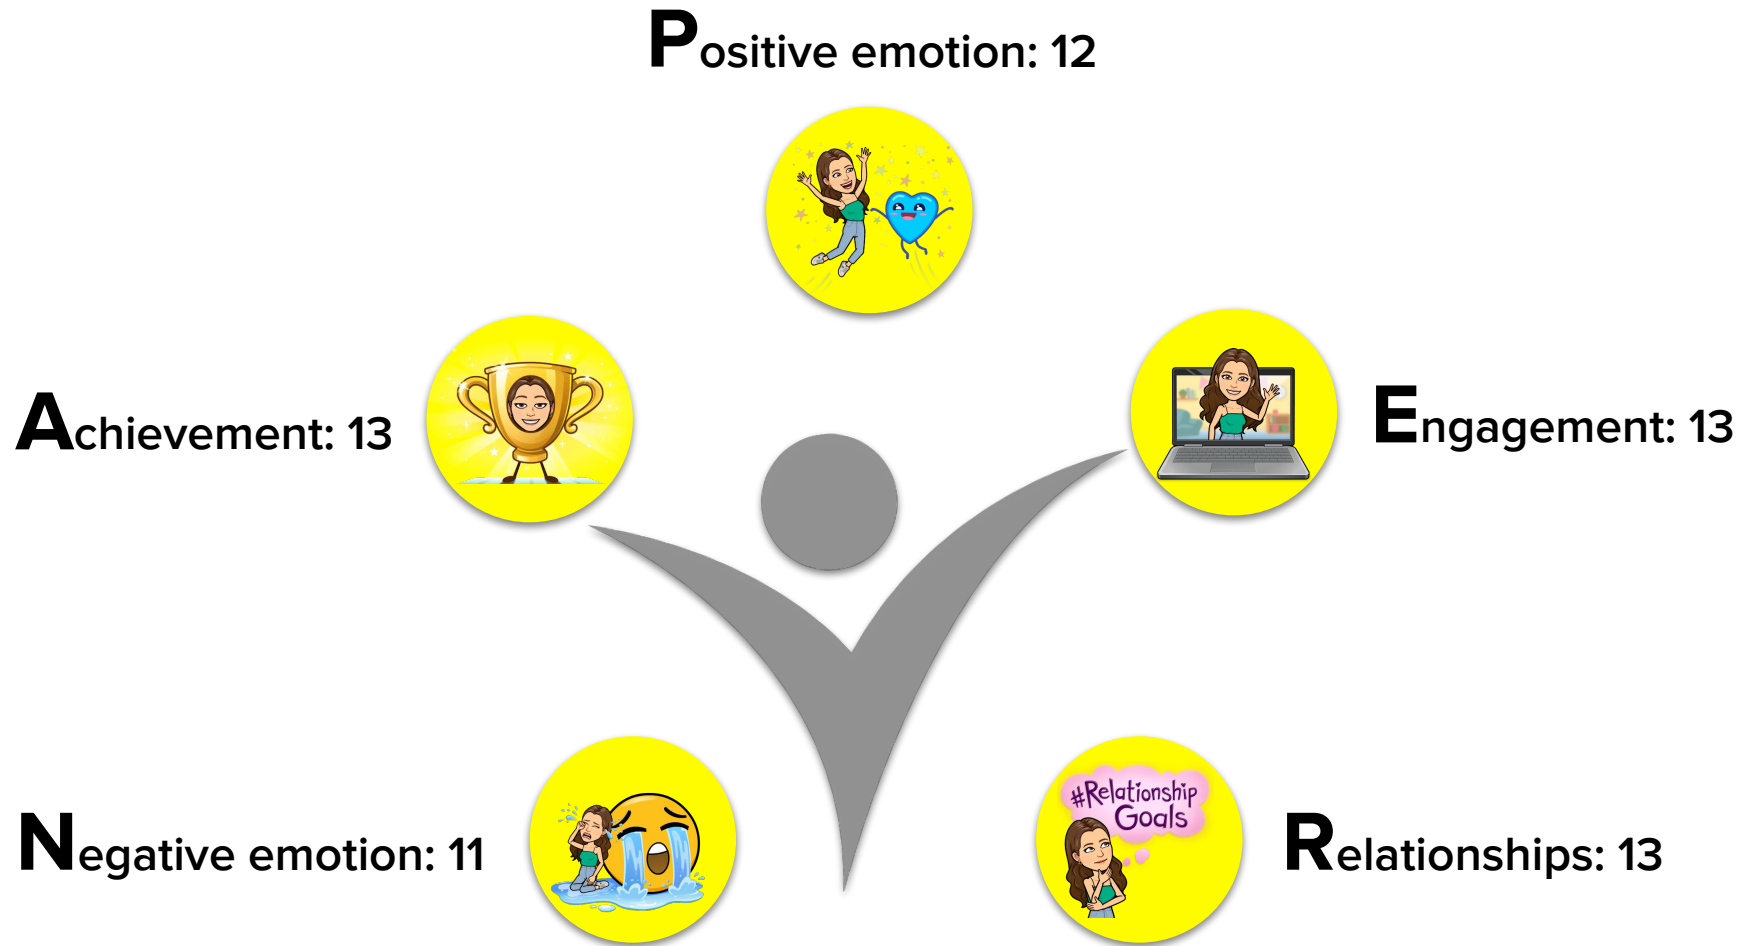 Positive emotion: 12
Achievement: 13
Engagement: 13
#Relationship
Goals
Negative emotion: 11
Relationships: 13